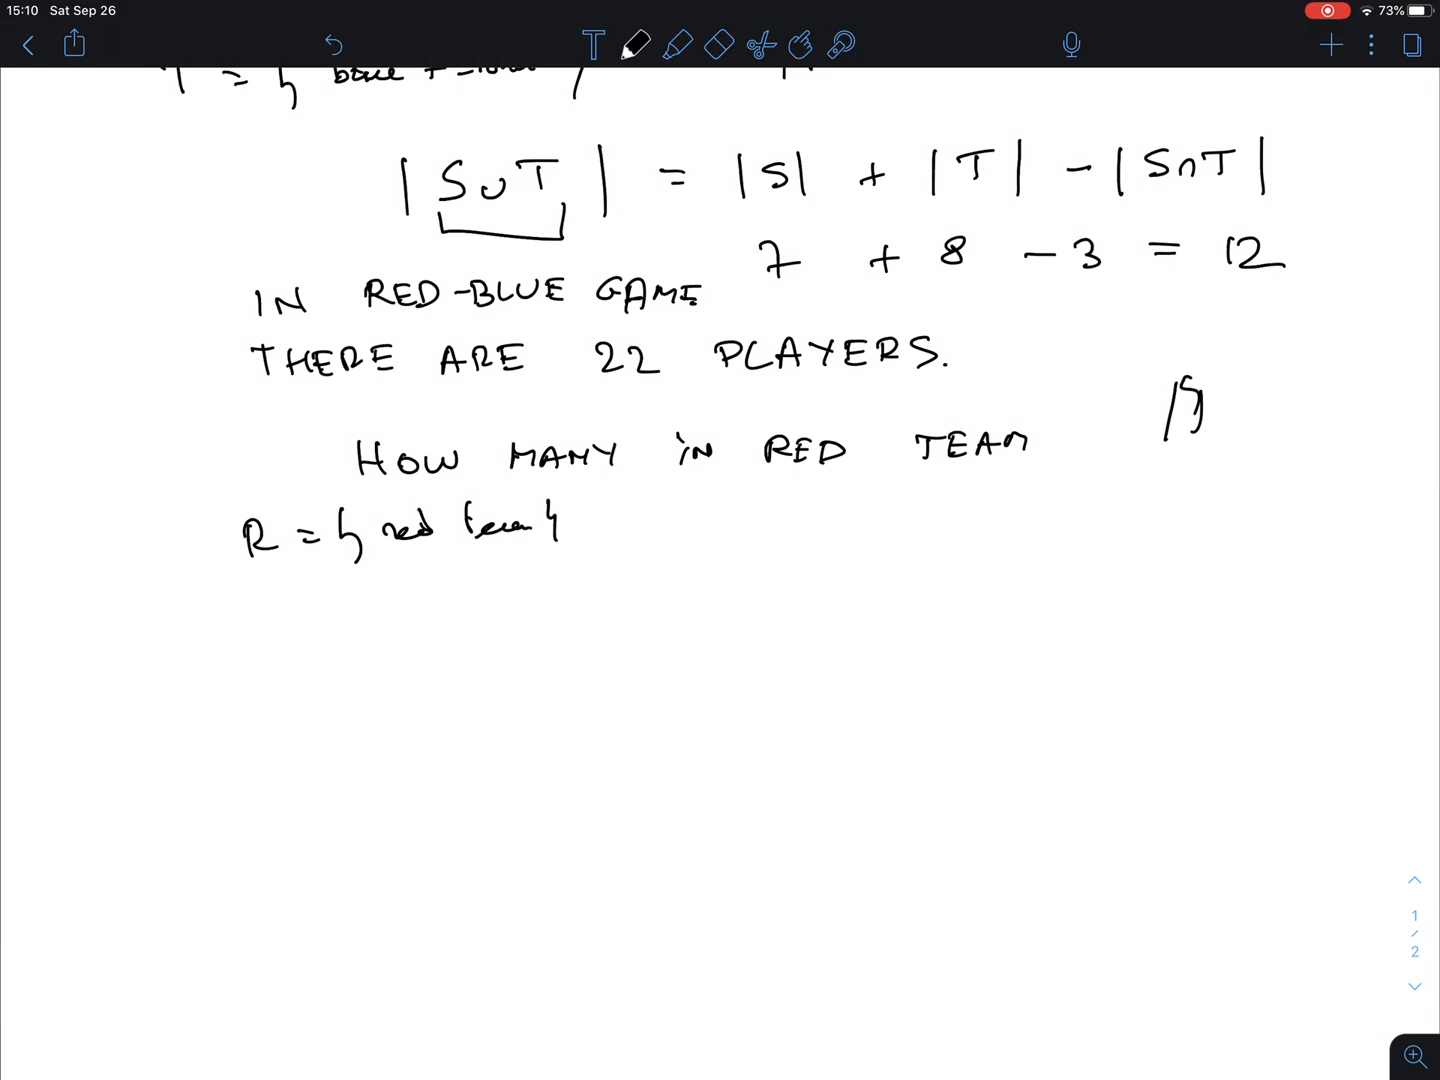 15:10 Sat Sep 26
73%
T = { blue
|S∪T| = |S| + |T| - |S∩T|
7 + 8 - 3 = 12
IN RED-BLUE GAME
THERE ARE 22 PLAYERS.
HOW MANY iN RED TEAM
R = { red team }
1
/
2